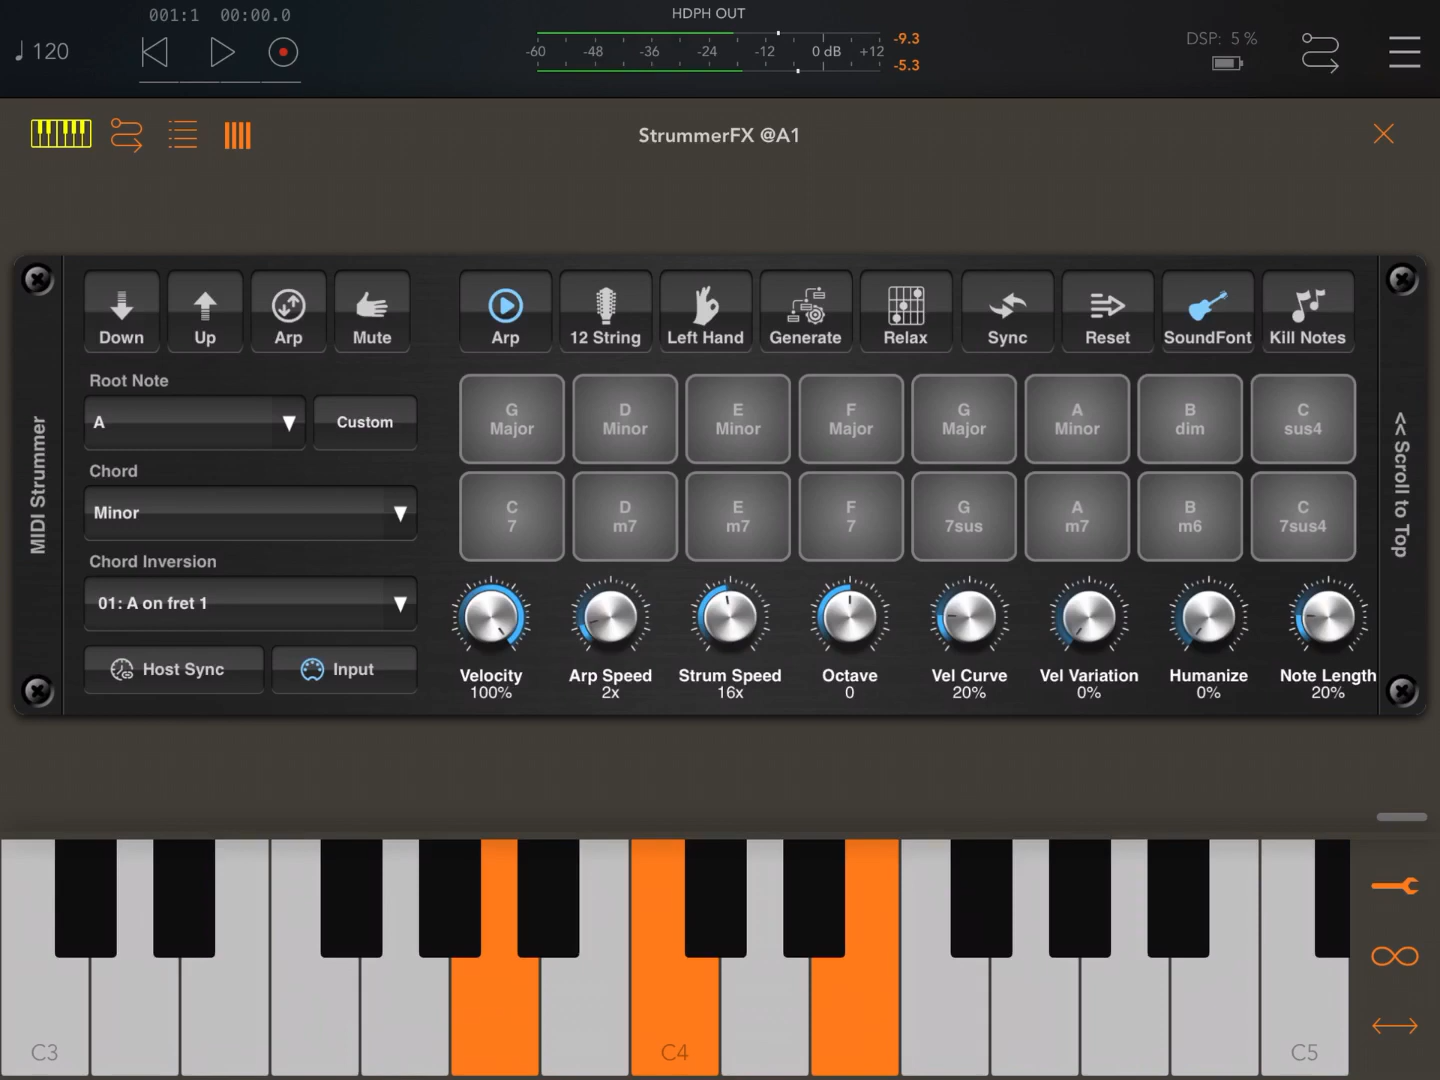 001:1 00:00.0
HDPH OUT
120
-60 -48 -36 -24 -12 0 dB +12
-9.3
-5.3
DSP: 5 %
StrummerFX @A1
Down
Up
Arp
Mute
Arp
12 String
Left Hand
Generate
Relax
Sync
Reset
SoundFont
Kill Notes
MIDI Strummer
Root Note
A
Custom
Chord
Minor
Chord Inversion
01: A on fret 1
Host Sync
Input
G
Major
D
Minor
E
Minor
F
Major
G
Major
A
Minor
B
dim
C
sus4
C
7
D
m7
E
m7
F
7
G
7sus
A
m7
B
m6
C
7sus4
Velocity
100%
Arp Speed
2x
Strum Speed
16x
Octave
0
Vel Curve
20%
Vel Variation
0%
Humanize
0%
Note Length
20%
<< Scroll to Top
C3
C4
C5